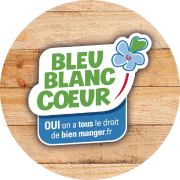 BLEU
BLANC
COEUR
OUI on a tous le droit
de bien manger.fr